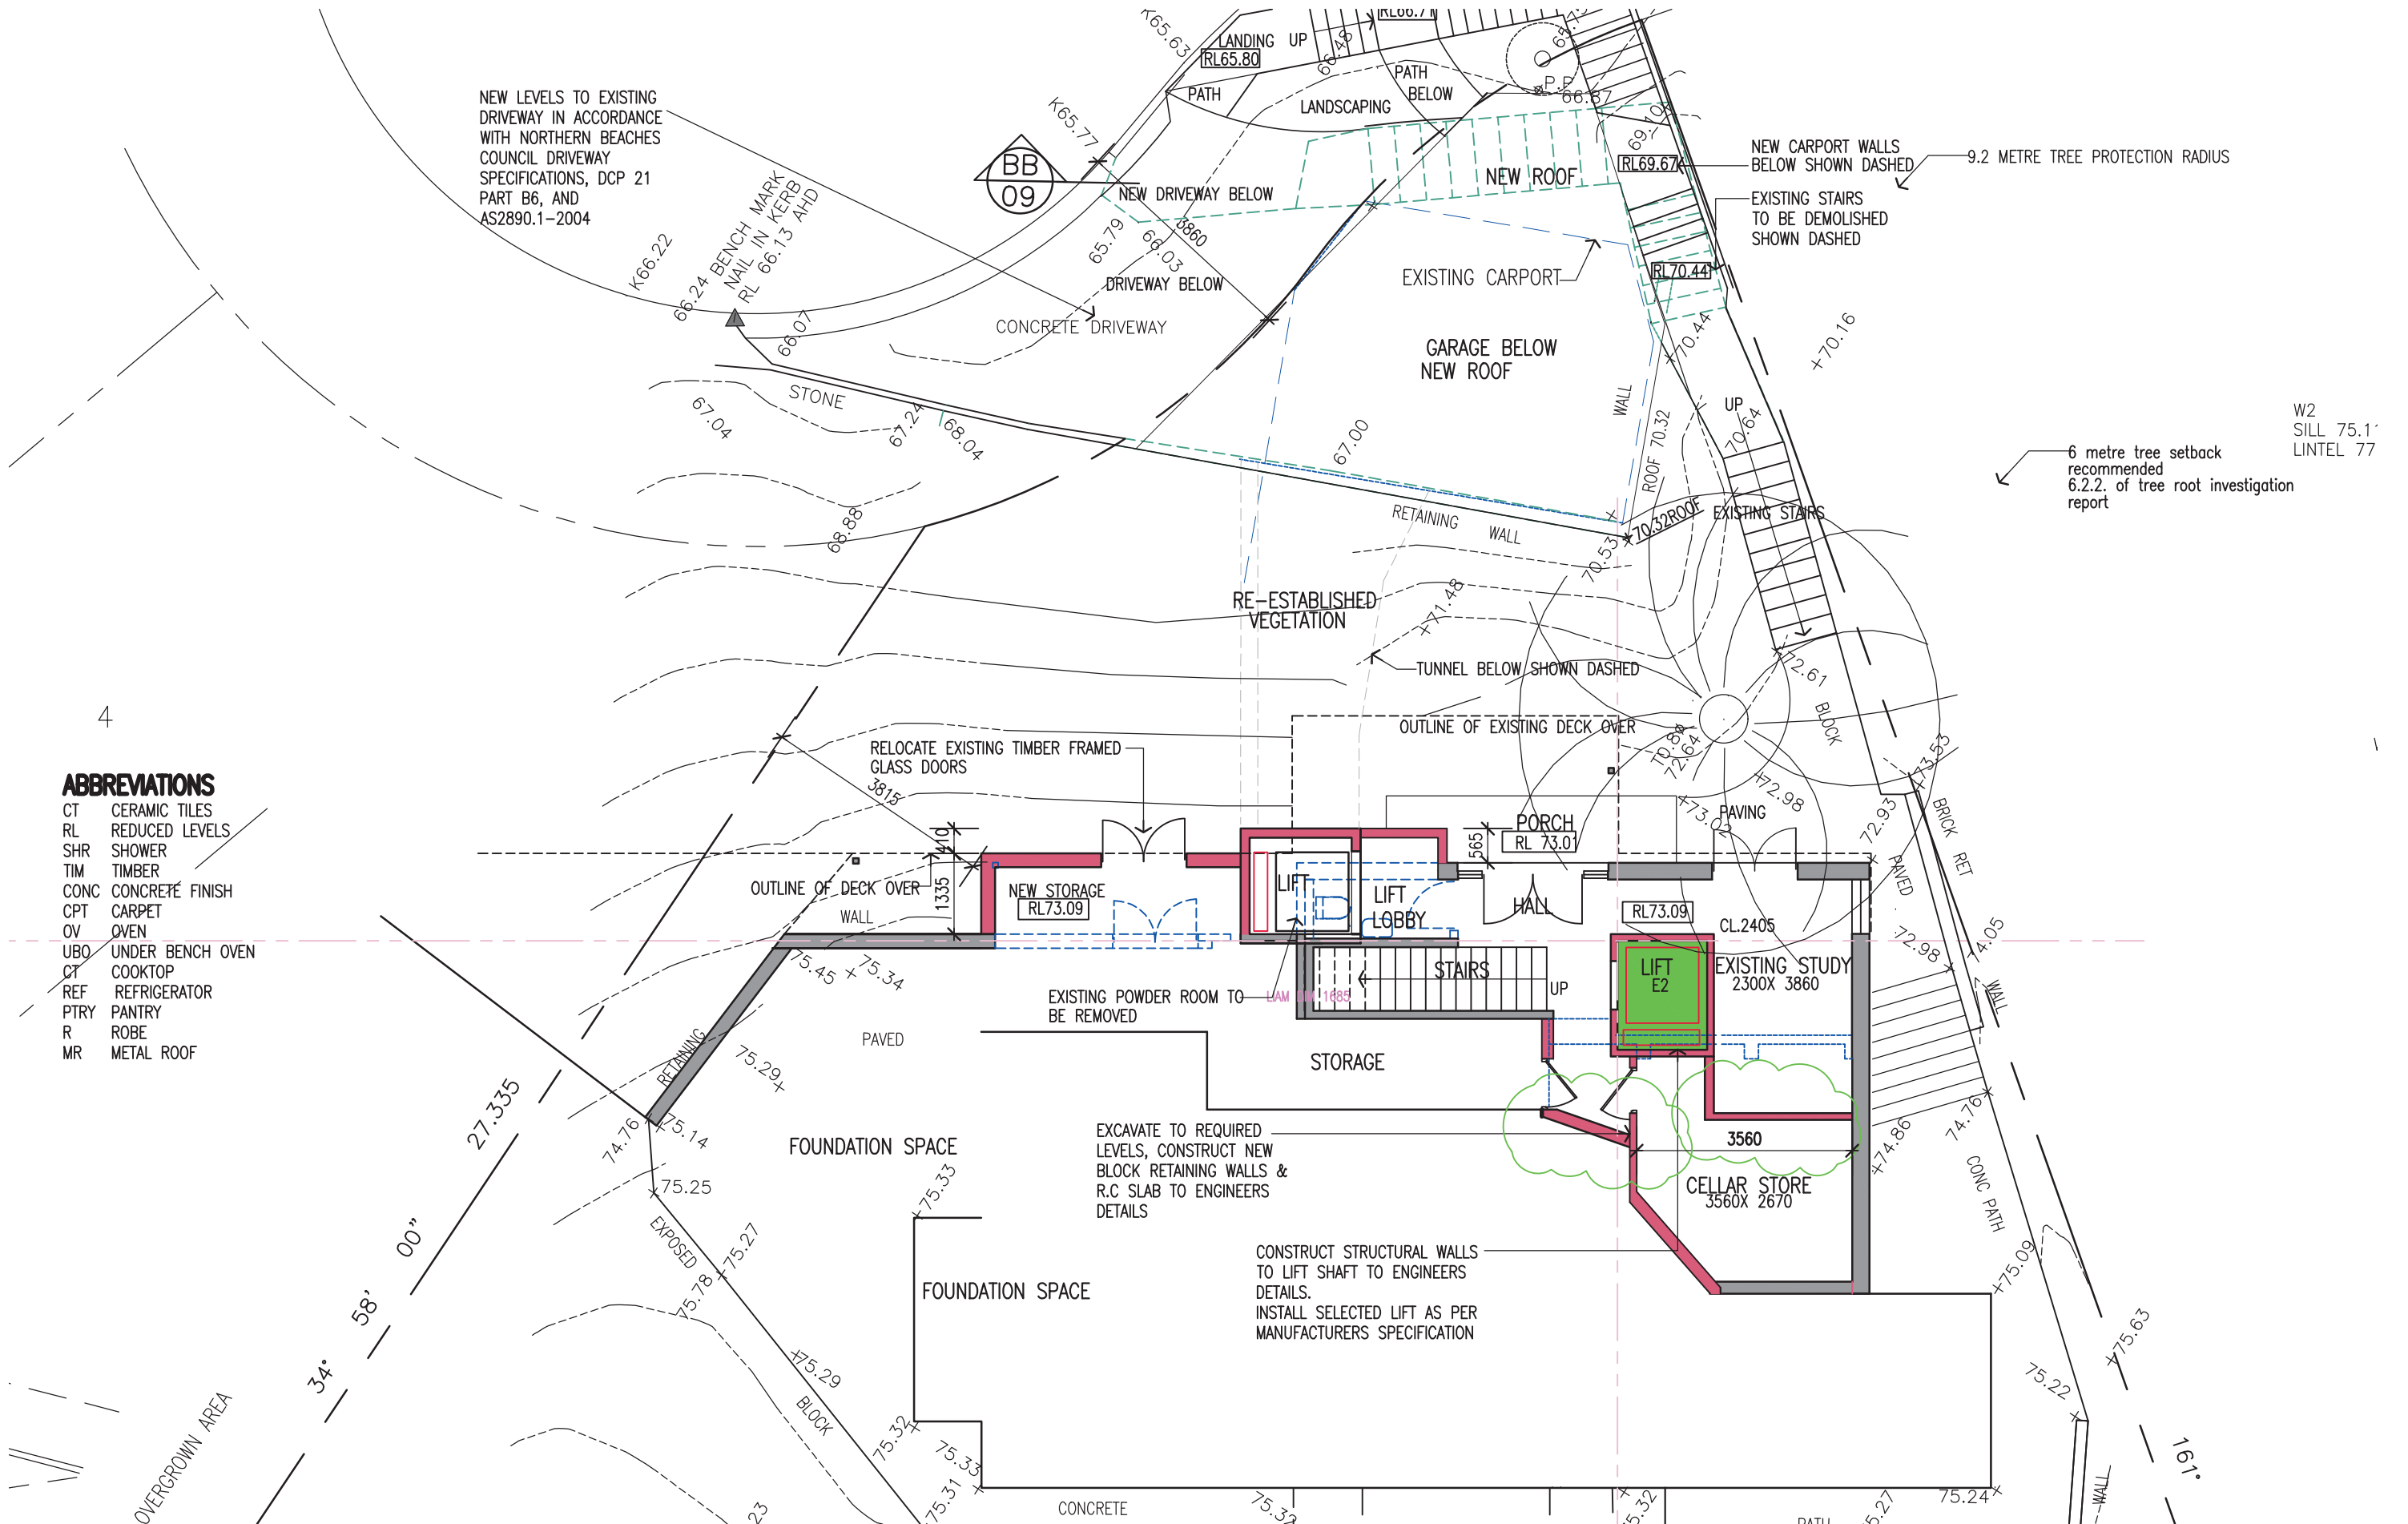 K65.63
LANDING UP
RL65.80
66.48
RL66.71
PATH
PATH
BELOW
LANDSCAPING
P.P
66.87
69.10
NEW LEVELS TO EXISTING
DRIVEWAY IN ACCORDANCE
WITH NORTHERN BEACHES
COUNCIL DRIVEWAY
SPECIFICATIONS, DCP 21
PART B6, AND
AS2890.1-2004
K65.77
BB
09
NEW DRIVEWAY BELOW
NEW ROOF
RL69.67
NEW CARPORT WALLS
BELOW SHOWN DASHED
9.2 METRE TREE PROTECTION RADIUS
EXISTING STAIRS
TO BE DEMOLISHED
SHOWN DASHED
K66.22
66.24 BENCH MARK
NAIL IN KERB
RL 66.13 AHD
66.07
65.79
66.03
5860
DRIVEWAY BELOW
CONCRETE DRIVEWAY
EXISTING CARPORT
RL70.44
70.44
+70.16
GARAGE BELOW
NEW ROOF
STONE
67.04
67.24
68.04
67.00
WALL
ROOF 70.32
UP
70.64
W2
SILL 75.1
LINTEL 77
6 metre tree setback
recommended
6.2.2. of tree root investigation
report
68.88
RETAINING WALL
70.32ROOF
EXISTING STAIRS
70.53
RE-ESTABLISHED
VEGETATION
+71.48
TUNNEL BELOW SHOWN DASHED
72.61
BLOCK
4
OUTLINE OF EXISTING DECK OVER
RELOCATE EXISTING TIMBER FRAMED
GLASS DOORS
3815
70.84
72.64
+72.98
+73.02
73.53
ABBREVIATIONS
CT CERAMIC TILES
RL REDUCED LEVELS
SHR SHOWER
TIM TIMBER
CONC CONCRETE FINISH
CPT CARPET
OV OVEN
UBO UNDER BENCH OVEN
CT COOKTOP
REF REFRIGERATOR
PTRY PANTRY
R ROBE
MR METAL ROOF
410
1335
565
PORCH
RL 73.01
PAVING
72.93
BRICK RET
WALL
PAVED
OUTLINE OF DECK OVER
WALL
NEW STORAGE
RL73.09
LIFT
LIFT
LOBBY
HALL
RL73.09
CL.2405
72.98
74.05
75.45
+75.34
STAIRS
UP
LIFT
E2
EXISTING STUDY
2300X 3860
EXISTING POWDER ROOM TO
BE REMOVED
PAVED
RETAINING
75.29
STORAGE
27.335
74.76
75.14
FOUNDATION SPACE
EXCAVATE TO REQUIRED
LEVELS, CONSTRUCT NEW
BLOCK RETAINING WALLS &
R.C SLAB TO ENGINEERS
DETAILS
3560
CELLAR STORE
3560X 2670
+74.86
74.76
CONC PATH
75.33
75.25
EXPOSED
75.27
75.78
CONSTRUCT STRUCTURAL WALLS
TO LIFT SHAFT TO ENGINEERS
DETAILS.
INSTALL SELECTED LIFT AS PER
MANUFACTURERS SPECIFICATION
FOUNDATION SPACE
75.09
00"
58'
34°
75.29
BLOCK
75.63
75.22
75.32
75.33
75.31
OVERGROWN AREA
CONCRETE
75.32
75.24
WALL
161°